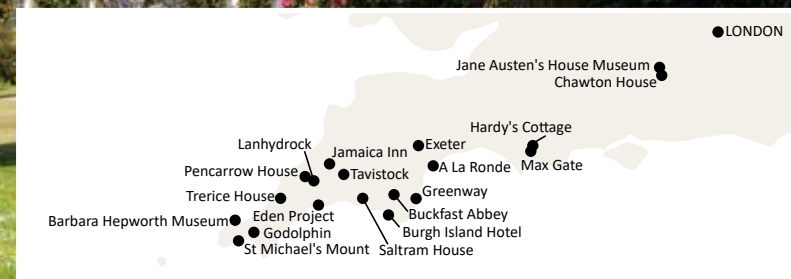 LONDON
Jane Austen's House Museum
Chawton House
Hardy's Cottage
Lanhydrock
Jamaica Inn
Exeter
Pencarrow House
Tavistock
A La Ronde
Max Gate
Trerice House
Greenway
Barbara Hepworth Museum
Eden Project
Buckfast Abbey
Godolphin
Burgh Island Hotel
St Michael's Mount
Saltram House